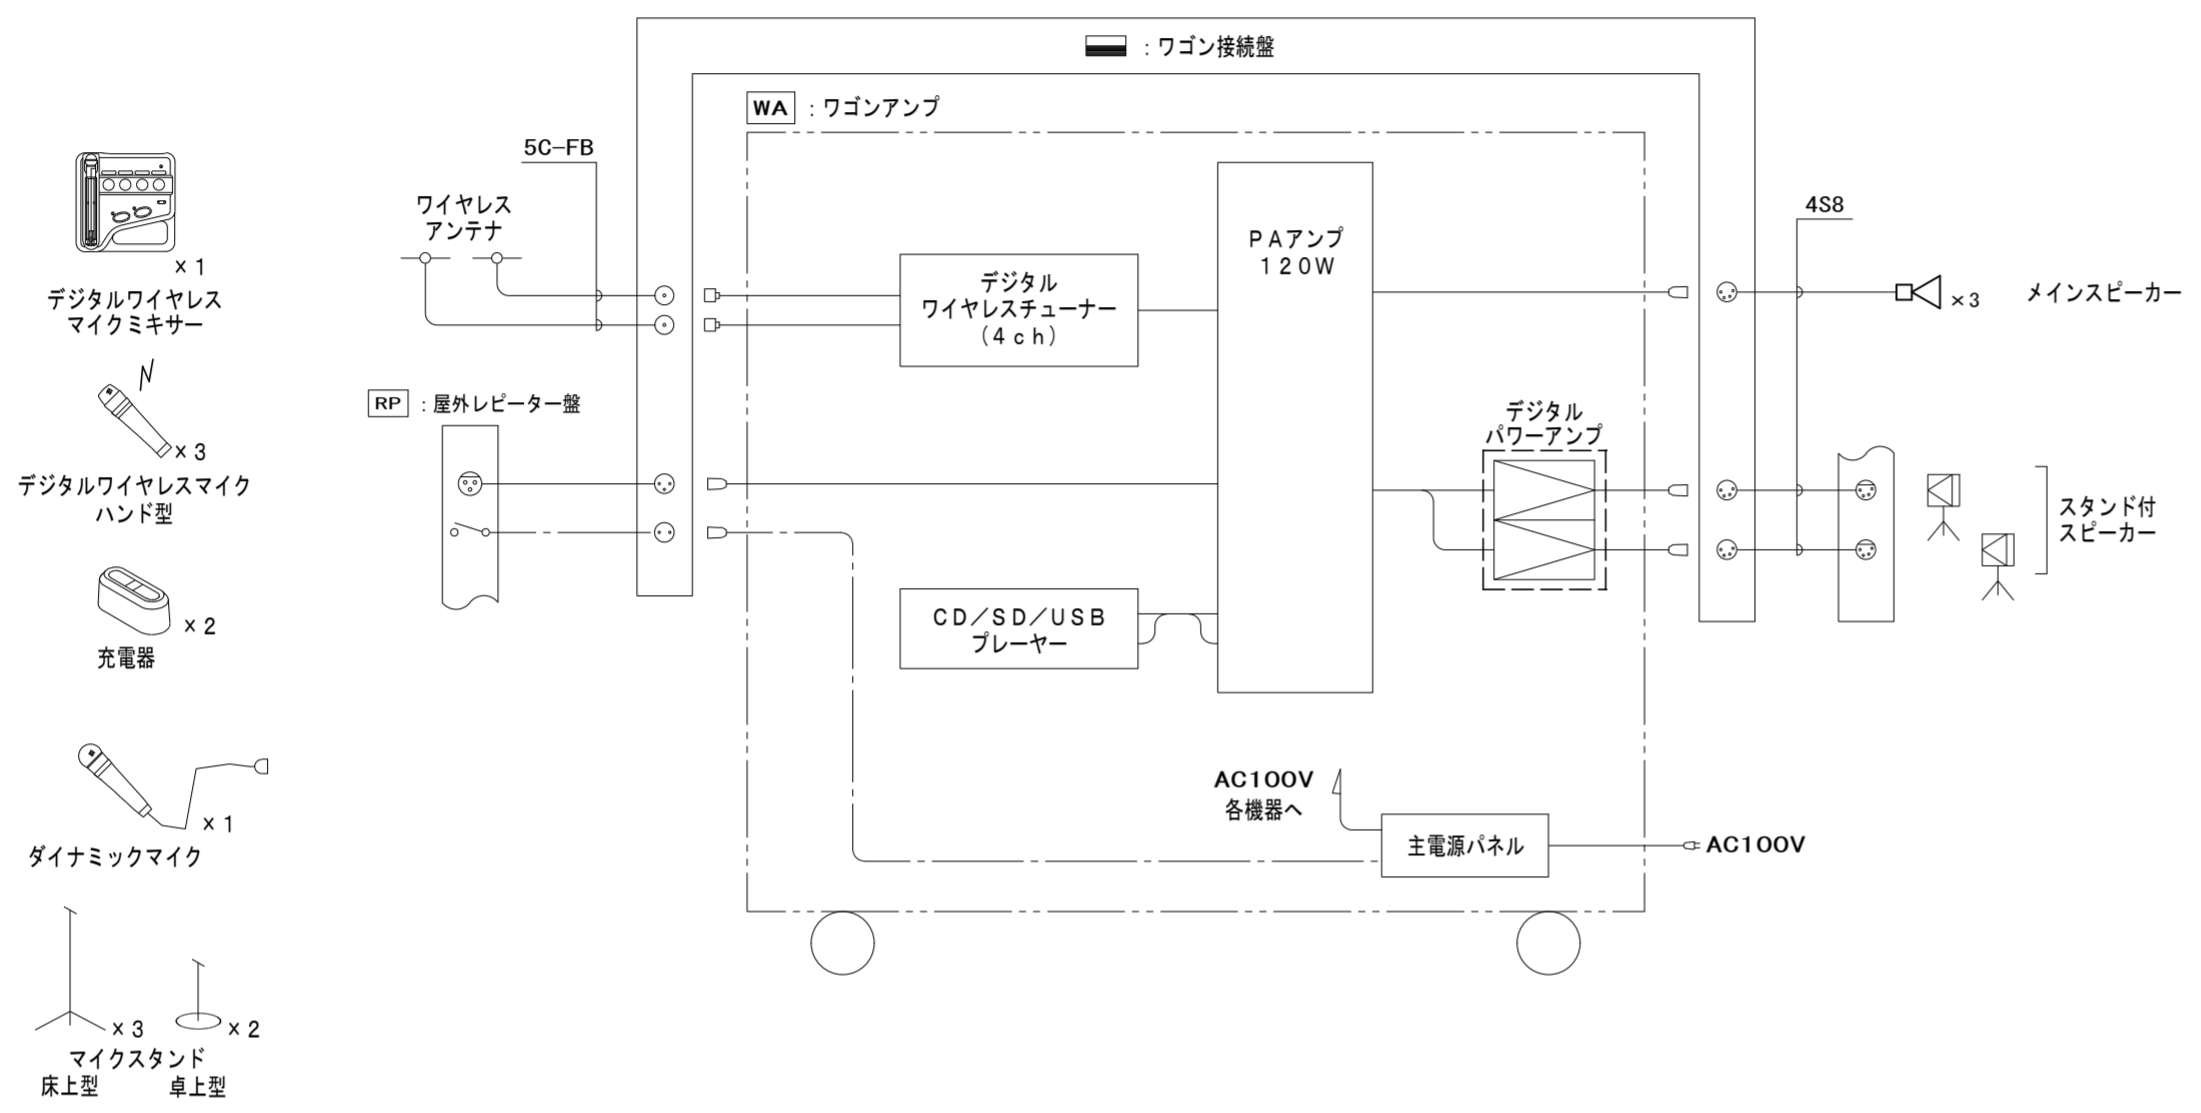 ：ワゴン接続盤
WA ：ワゴンアンプ
5C-FB
ワイヤレス
アンテナ
×1
デジタルワイヤレス
マイクミキサー
×3
デジタルワイヤレスマイク
ハンド型
×2
充電器
×1
ダイナミックマイク
×3
×2
マイクスタンド
床上型
卓上型
RP ：屋外レピーター盤
デジタル
ワイヤレスチューナー
(４ｃｈ)
ＰＡアンプ
１２０Ｗ
ＣＤ／ＳＤ／ＵＳＢ
プレーヤー
デジタル
パワーアンプ
AC100V
各機器へ
主電源パネル
AC100V
4S8
×3
メインスピーカー
スタンド付
スピーカー